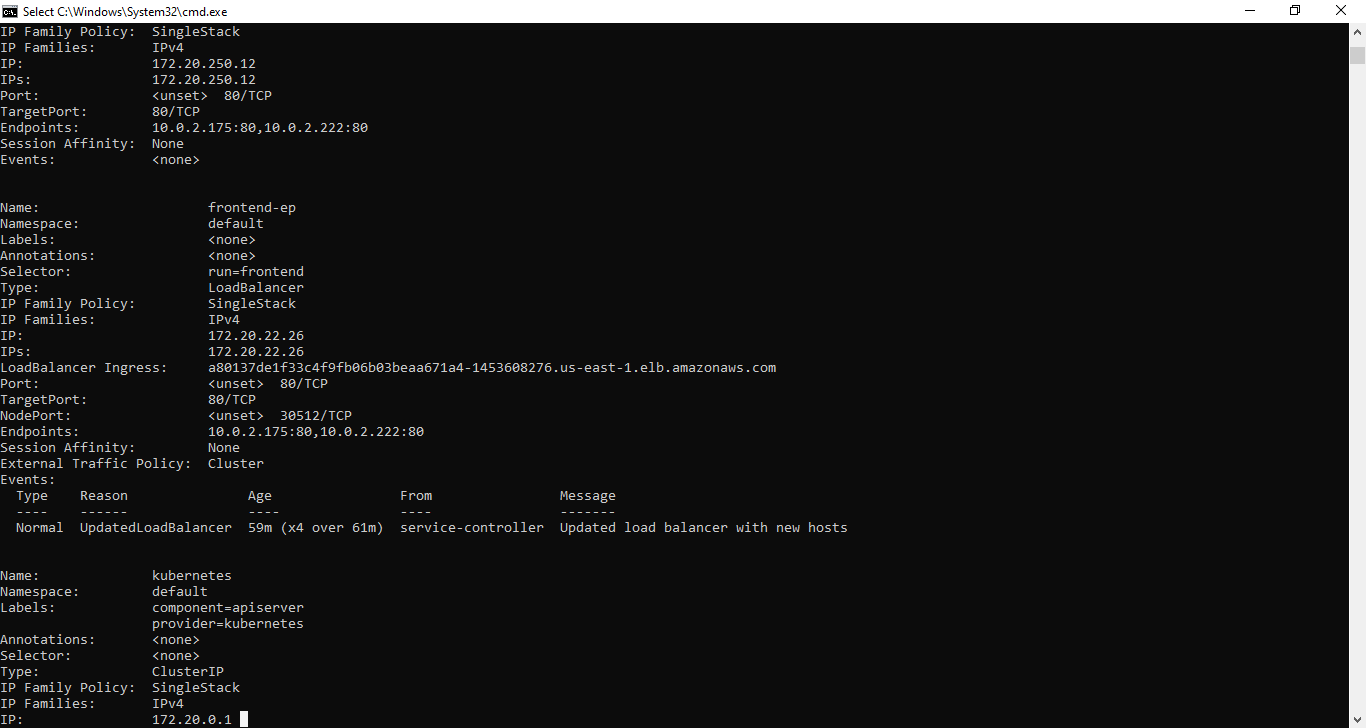 Select C:\Windows\System32\cmd.exe
IP Family Policy:  SingleStack
IP Families:       IPv4
IP:                172.20.250.12
IPs:               172.20.250.12
Port:              <unset>  80/TCP
TargetPort:        80/TCP
Endpoints:         10.0.2.175:80,10.0.2.222:80
Session Affinity:  None
Events:            <none>
Name:                     frontend-ep
Namespace:                default
Labels:                   <none>
Annotations:              <none>
Selector:                 run=frontend
Type:                     LoadBalancer
IP Family Policy:         SingleStack
IP Families:              IPv4
IP:                       172.20.22.26
IPs:                      172.20.22.26
LoadBalancer Ingress:     a80137de1f33c4f9fb06b03beaa671a4-1453608276.us-east-1.elb.amazonaws.com
Port:                     <unset>  80/TCP
TargetPort:               80/TCP
NodePort:                 <unset>  30512/TCP
Endpoints:                10.0.2.175:80,10.0.2.222:80
Session Affinity:         None
External Traffic Policy:  Cluster
Events:
  Type    Reason               Age                From                Message
  ----    ------               ----               ----                -------
  Normal  UpdatedLoadBalancer  59m (x4 over 61m)  service-controller  Updated load balancer with new hosts
Name:              kubernetes
Namespace:         default
Labels:            component=apiserver
                   provider=kubernetes
Annotations:       <none>
Selector:          <none>
Type:              ClusterIP
IP Family Policy:  SingleStack
IP Families:       IPv4
IP:                172.20.0.1